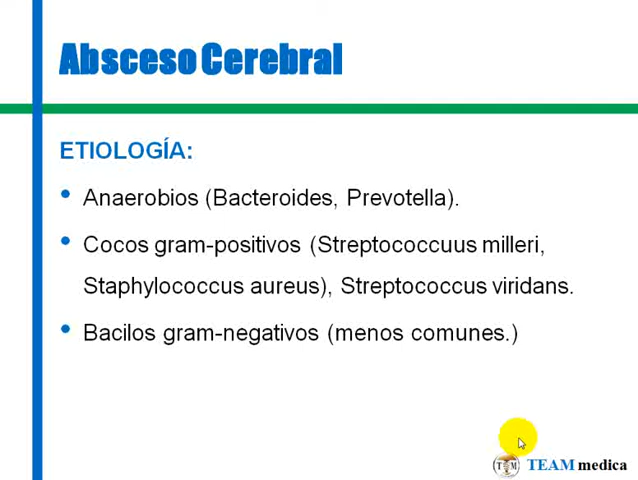 Absceso Cerebral
ETIOLOGÍA:
• Anaerobios (Bacteroides, Prevotella).
• Cocos gram-positivos (Streptococcuus milleri,
Staphylococcus aureus), Streptococcus viridans.
• Bacilos gram-negativos (menos comunes.)
TEAM medica